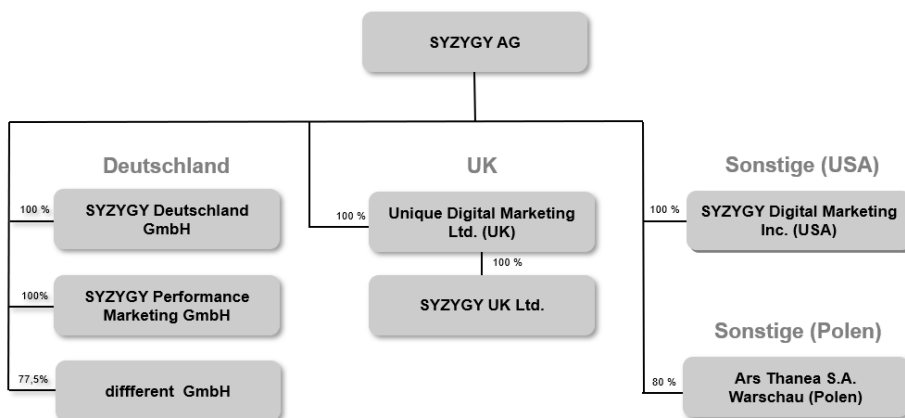 SYZYGY AG
Deutschland
100 %
SYZYGY Deutschland
GmbH
100%
SYZYGY Performance
Marketing GmbH
77,5%
diffferent GmbH
UK
100 %
Unique Digital Marketing
Ltd. (UK)
100 %
SYZYGY UK Ltd.
Sonstige (USA)
100 %
SYZYGY Digital Marketing
Inc. (USA)
Sonstige (Polen)
80 %
Ars Thanea S.A.
Warschau (Polen)